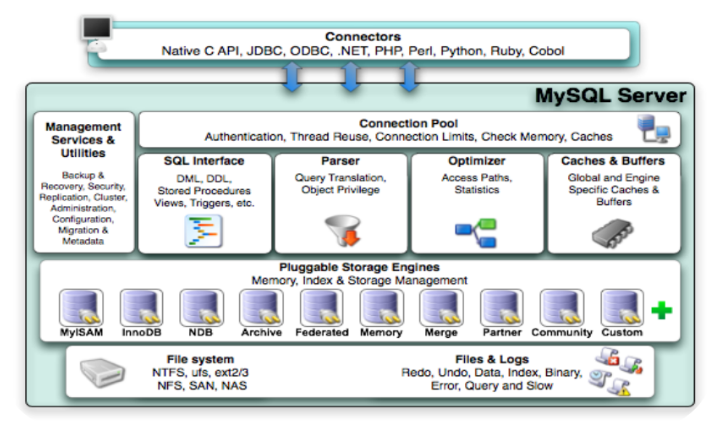 Connectors
Native C API, JDBC, ODBC, .NET, PHP, Perl, Python, Ruby, Cobol
MySQL Server
Management
Services &
Utilities
Backup &
Recovery, Security,
Replication, Cluster,
Administration,
Configuration,
Migration &
Metadata
Connection Pool
Authentication, Thread Reuse, Connection Limits, Check Memory, Caches
SQL Interface
DML, DDL,
Stored Procedures
Views, Triggers, etc.
Parser
Query Translation,
Object Privilege
Optimizer
Access Paths,
Statistics
Caches & Buffers
Global and Engine
Specific Caches &
Buffers
Pluggable Storage Engines
Memory, Index & Storage Management
MyISAM InnoDB NDB Archive Federated Memory Merge Partner Community Custom
File system
NTFS, ufs, ext2/3
NFS, SAN, NAS
Files & Logs
Redo, Undo, Data, Index, Binary,
Error, Query and Slow